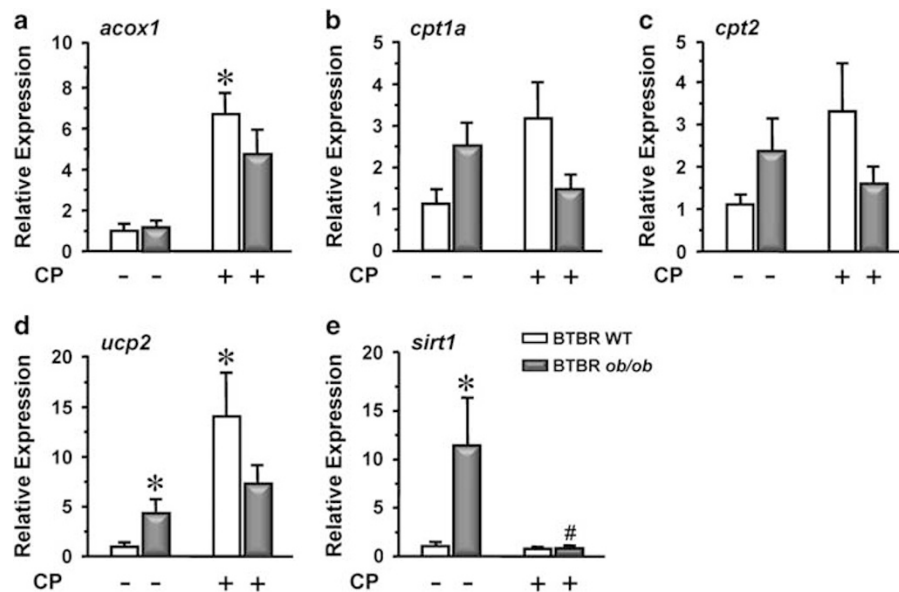 a acox1
Relative Expression
10
8
6
4
2
0
*
CP - - + +
b cpt1a
Relative Expression
5
4
3
2
1
0
CP - - + +
c cpt2
Relative Expression
5
4
3
2
1
0
CP - - + +
d ucp2
Relative Expression
20
15
10
5
0
*
*
CP - - + +
e sirt1
Relative Expression
20
15
10
5
0
*
#
CP - - + +
BTBR WT
BTBR ob/ob